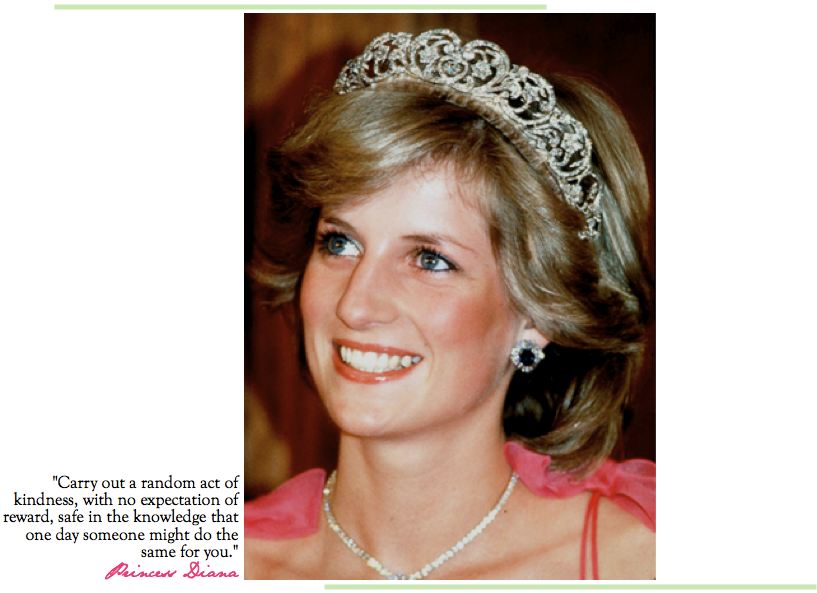 "Carry out a random act of
kindness, with no expectation of
reward, safe in the knowledge that
one day someone might do the
same for you."
Princess Diana